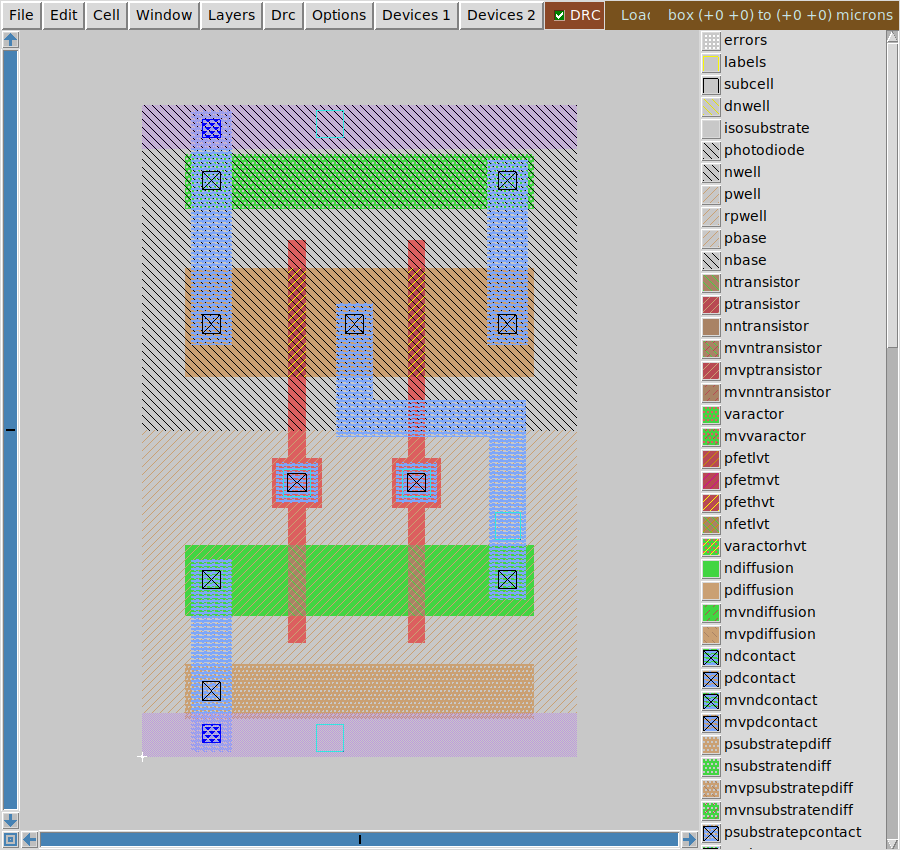 File Edit Cell Window Layers Drc Options Devices 1 Devices 2 DRC Loac box (+0 +0) to (+0 +0) microns
errors
labels
subcell
dnwell
isosubstrate
photodiode
nwell
pwell
rpwell
pbase
nbase
ntransistor
ptransistor
nntransistor
mvntransistor
mvptransistor
mvnntransistor
varactor
mvvaractor
pfetlvt
pfetmvt
pfethvt
nfetlvt
varactorhvt
ndiffusion
pdiffusion
mvndiffusion
mvpdiffusion
ndcontact
pdcontact
mvndcontact
mvpdcontact
psubstratepdiff
nsubstratendiff
mvpsubstratepdiff
mvnsubstratendiff
psubstratepcontact